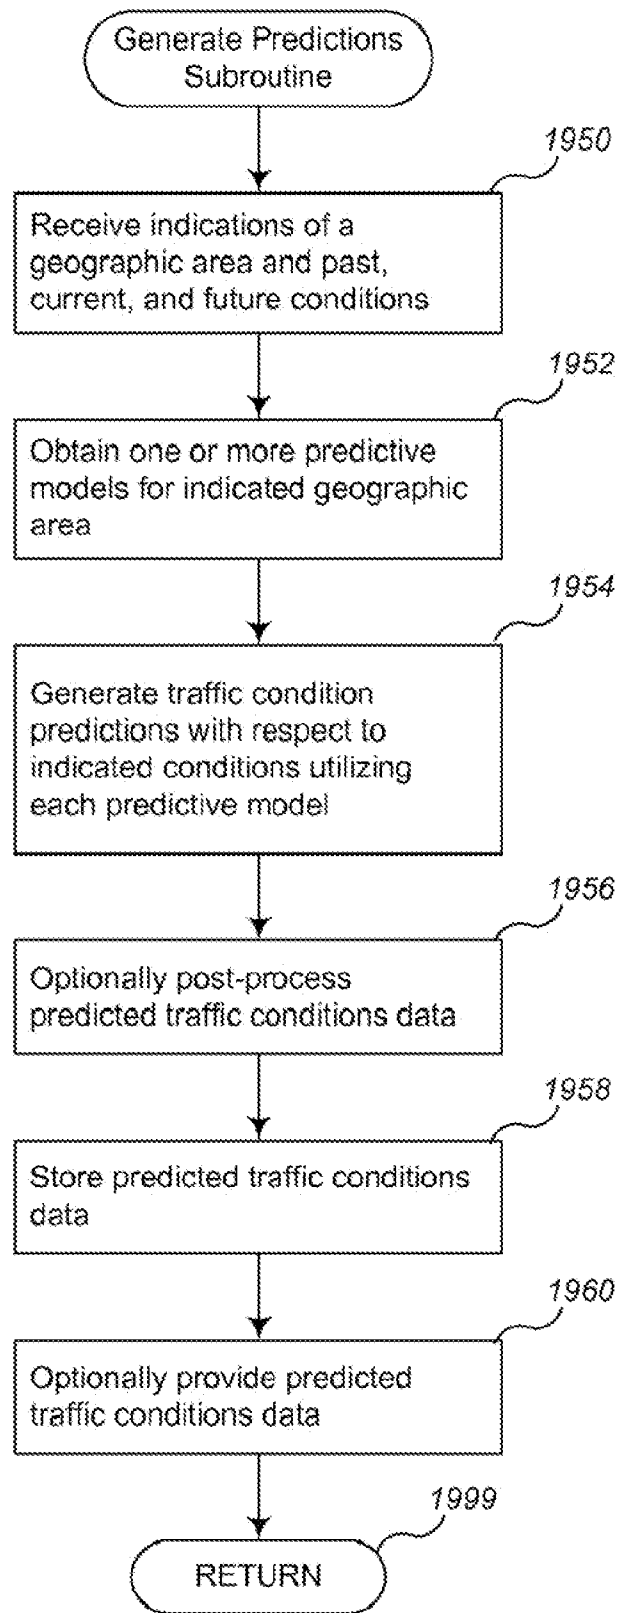 Generate Predictions
Subroutine
1950
Receive indications of a
geographic area and past,
current, and future conditions
1952
Obtain one or more predictive
models for indicated geographic
area
1954
Generate traffic condition
predictions with respect to
indicated conditions utilizing
each predictive model
1956
Optionally post-process
predicted traffic conditions data
1958
Store predicted traffic conditions
data
1960
Optionally provide predicted
traffic conditions data
1999
RETURN